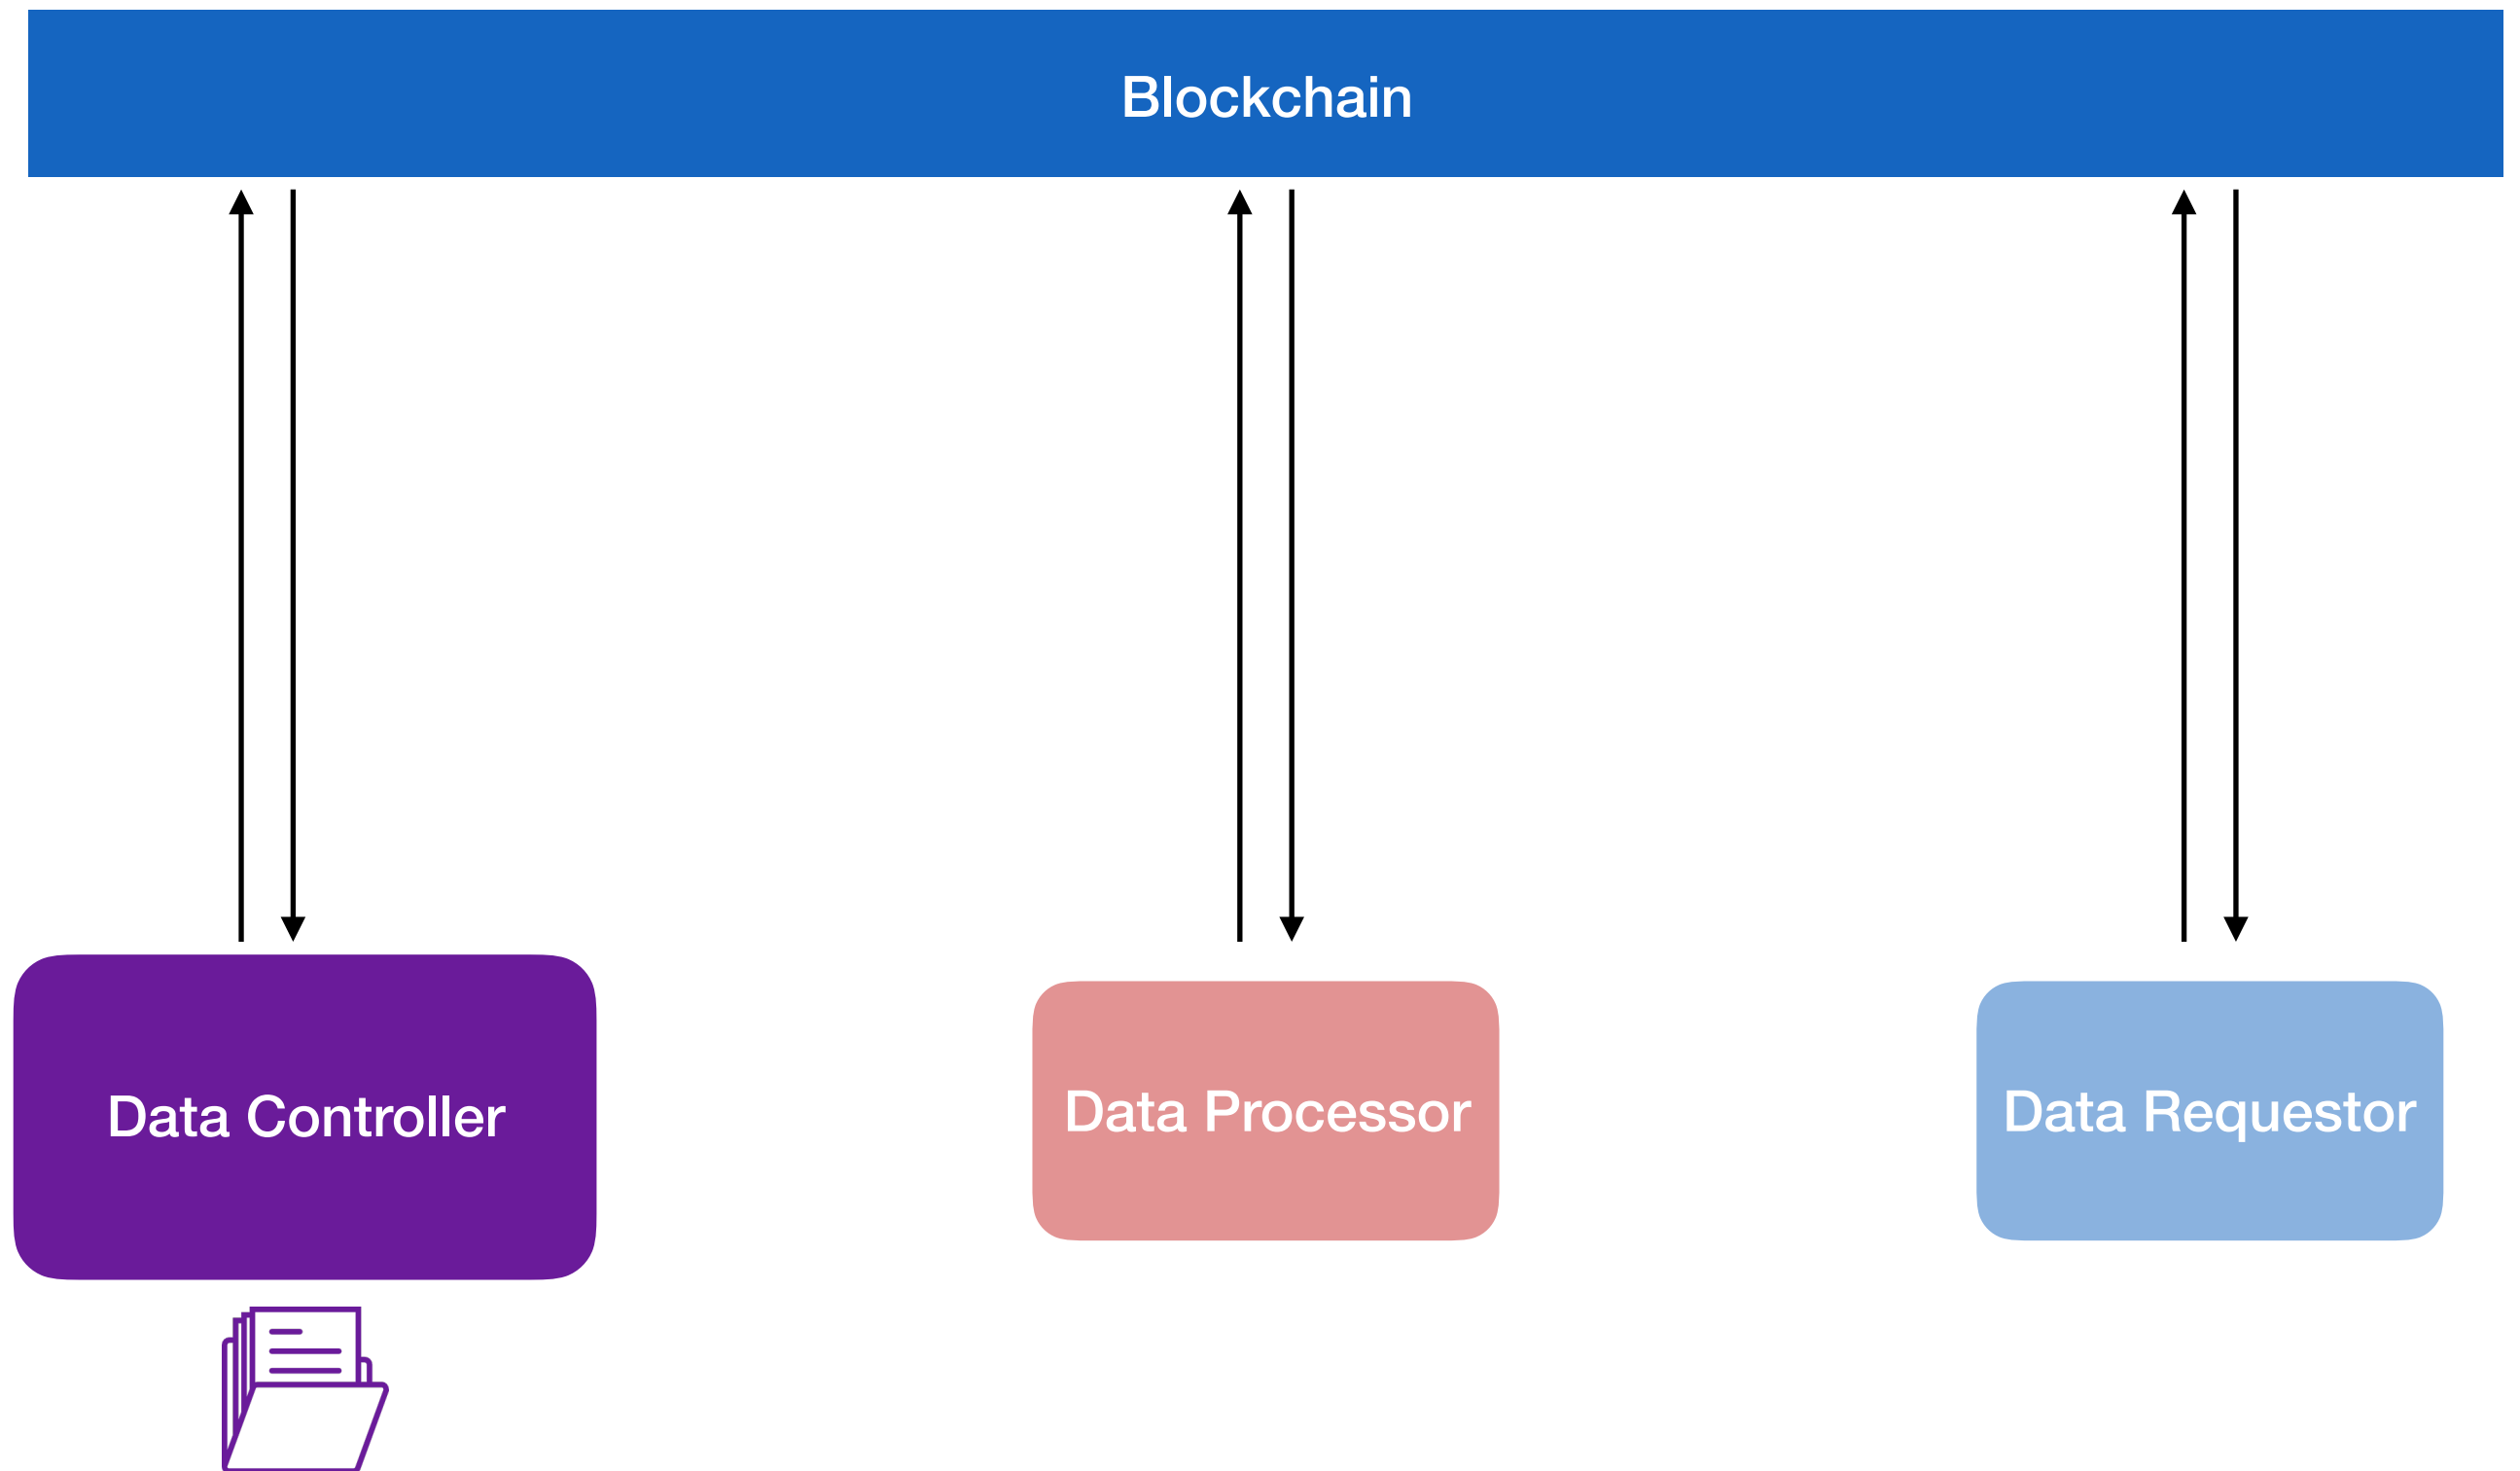 Blockchain
Data Controller
Data Processor
Data Requestor